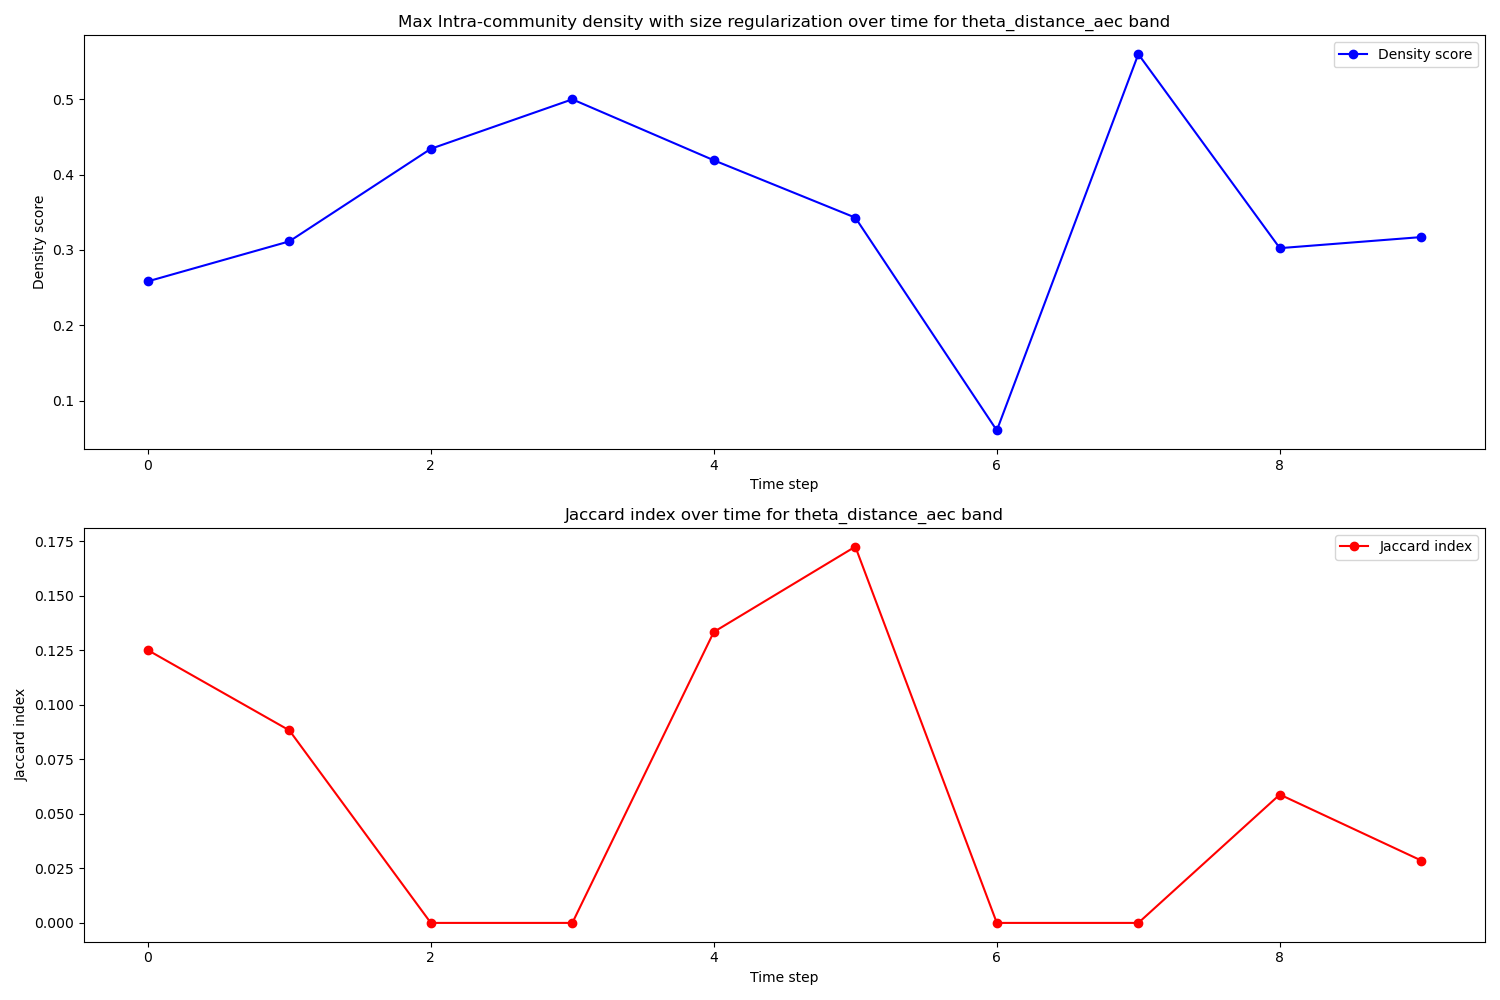 Max Intra-community density with size regularization over time for theta_distance_aec band
Density score
Density score
0.5
0.4
0.3
0.2
0.1
0 2 4 6 8
Time step
Jaccard index over time for theta_distance_aec band
Jaccard index
Jaccard index
0.175
0.150
0.125
0.100
0.075
0.050
0.025
0.000
0 2 4 6 8
Time step